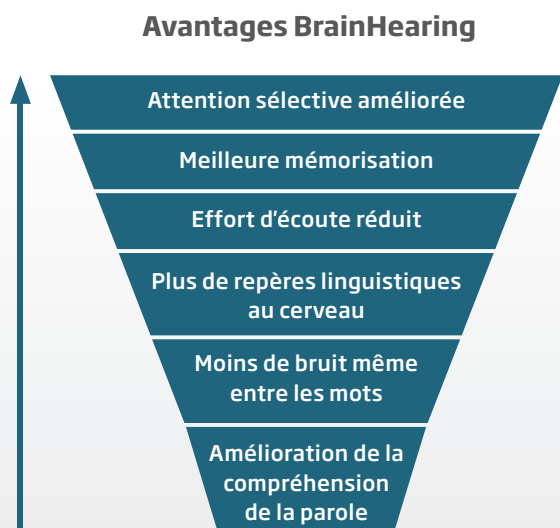 Avantages BrainHearing
Attention sélective améliorée
Meilleure mémorisation
Effort d'écoute réduit
Plus de repères linguistiques
au cerveau
Moins de bruit même
entre les mots
Amélioration de la
compréhension
de la parole